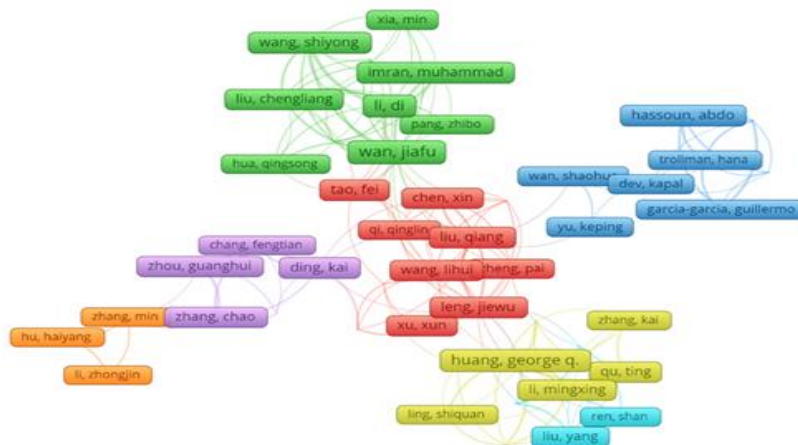 xia, min
wang, shiyong
imran, muhammad
liu, chengliang
li, di
pang, zhibo
hua, qingsong
wan, jiafu
hassoun, abdo
trollman, hana
wan, shaohua
dev, kapal
garcia-garcia, guillermo
yu, keping
tao, fei
chen, xin
qi, qinglin
liu, qiang
wang, lihui
zheng, pai
leng, jiewu
xu, xun
chang, fengtian
zhou, guanghui
ding, kai
zhang, chao
zhang, min
hu, haiyang
li, zhongjin
zhang, kai
huang, george q.
qu, ting
li, mingxing
ling, shiquan
ren, shan
liu, yang